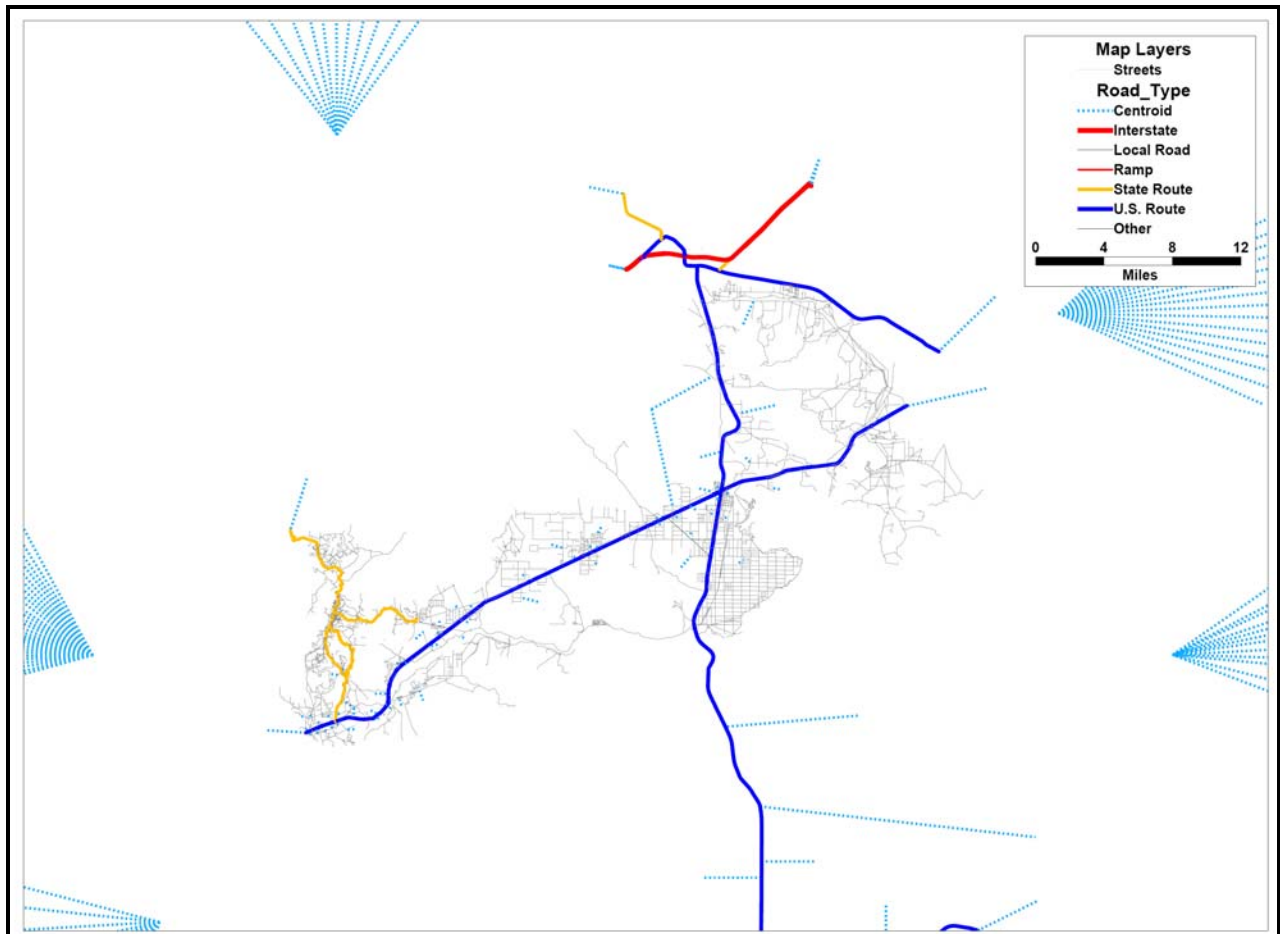 Map Layers
Streets
Road_Type
Centroid
Interstate
Local Road
Ramp
State Route
U.S. Route
Other
0 4 8 12
Miles